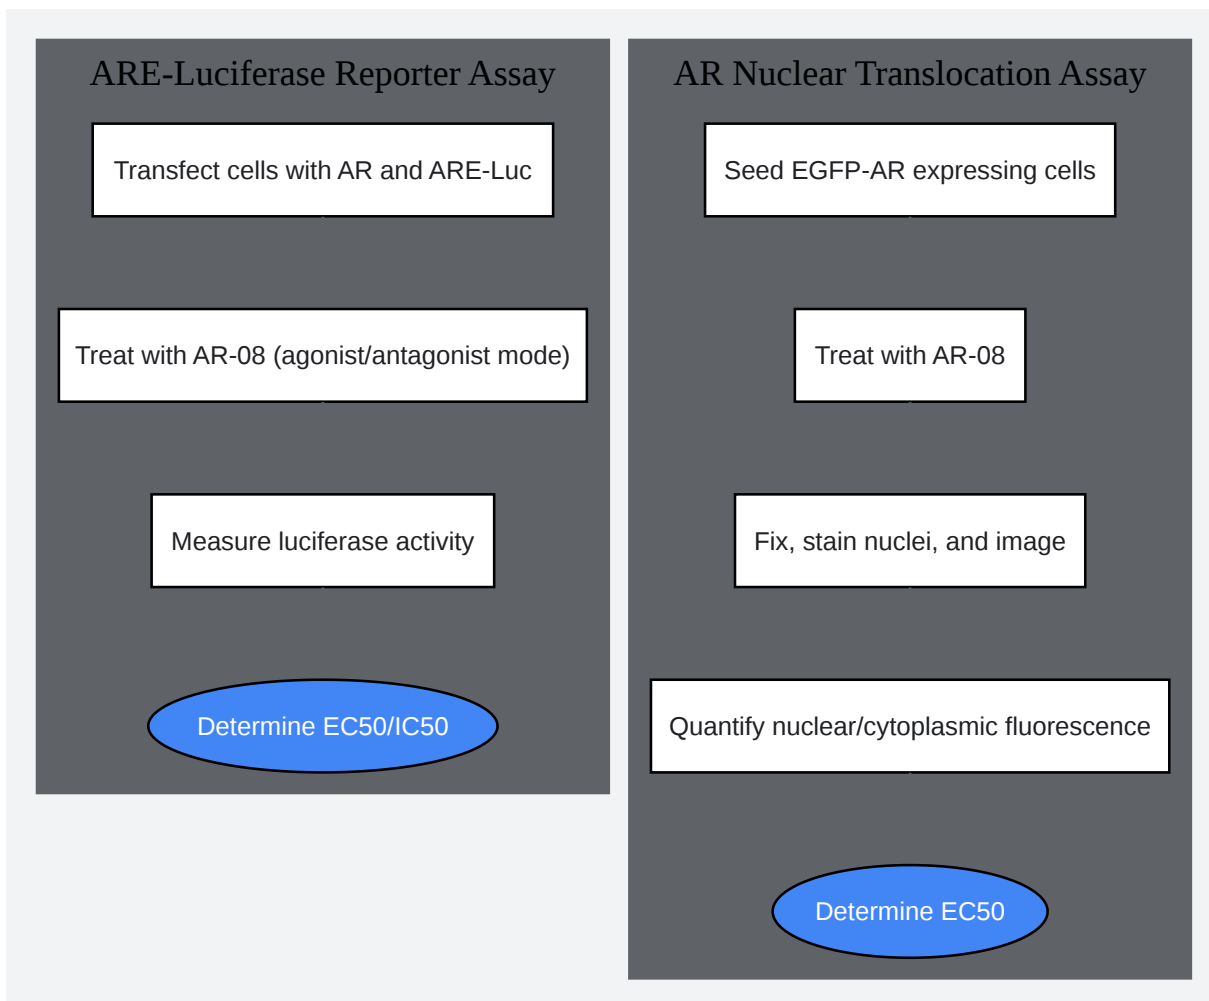 ARE-Luciferase Reporter Assay
Transfect cells with AR and ARE-Luc
Treat with AR-08 (agonist/antagonist mode)
Measure luciferase activity
Determine EC50/IC50
AR Nuclear Translocation Assay
Seed EGFP-AR expressing cells
Treat with AR-08
Fix, stain nuclei, and image
Quantify nuclear/cytoplasmic fluorescence
Determine EC50